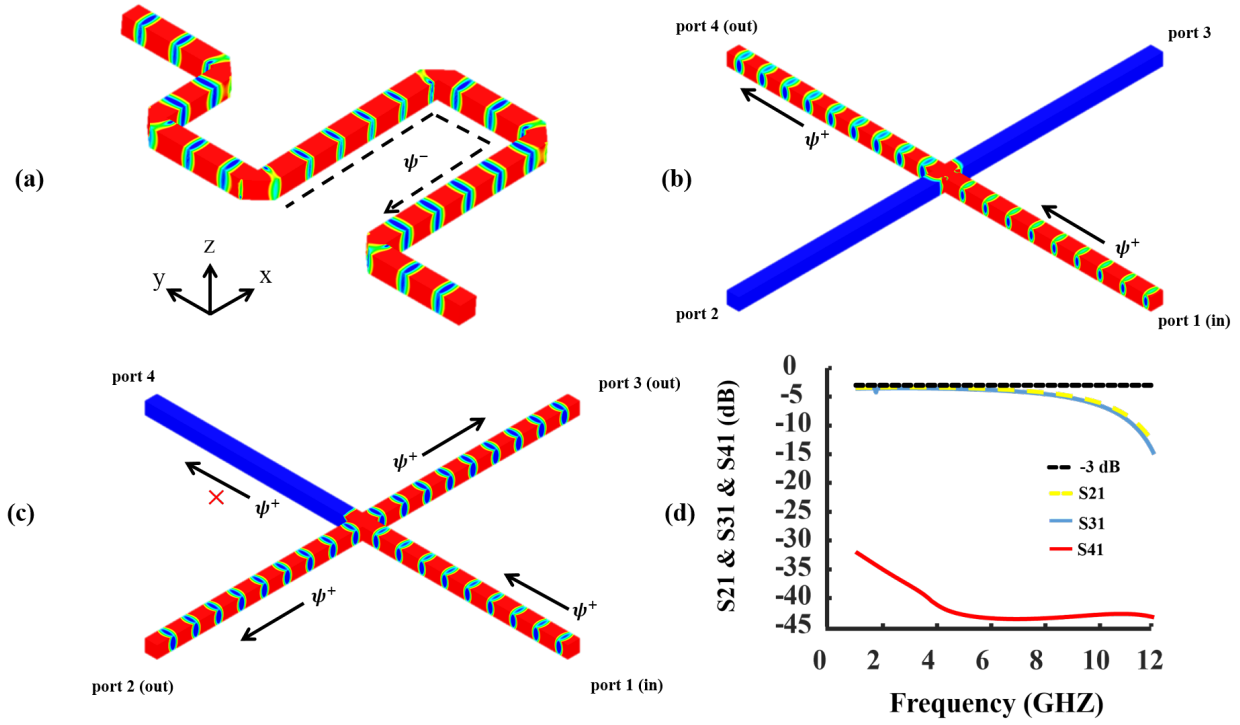 (a)
ψ⁻
z
y
x
(b)
port 4 (out)
port 3
ψ⁺
ψ⁺
port 2
port 1 (in)
(c)
port 4
port 3 (out)
ψ⁺
ψ⁺
ψ⁺
ψ⁺
port 2 (out)
port 1 (in)
(d)
S21 & S31 & S41 (dB)
0
-5
-10
-15
-20
-25
-30
-35
-40
-45
-3 dB
S21
S31
S41
0 2 4 6 8 10 12
Frequency (GHZ)